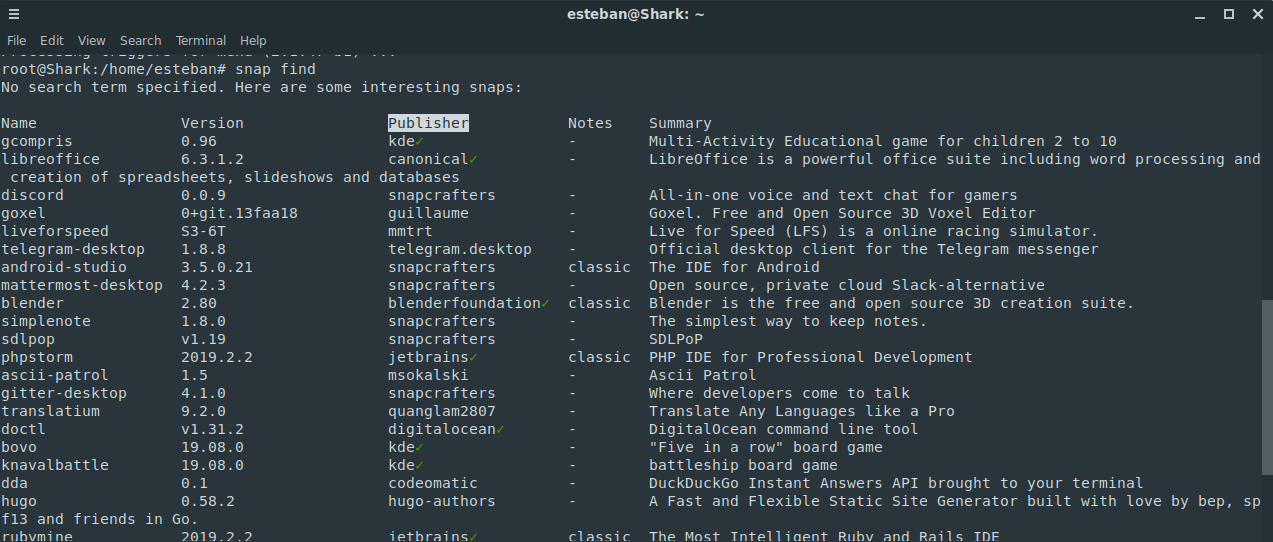 esteban@Shark: ~
File Edit View Search Terminal Help
root@Shark:/home/esteban# snap find
No search term specified. Here are some interesting snaps:
Name Version Publisher Notes Summary
gcompris 0.96 kde✓ - Multi-Activity Educational game for children 2 to 10
libreoffice 6.3.1.2 canonical✓ - LibreOffice is a powerful office suite including word processing and
creation of spreadsheets, slideshows and databases
discord 0.0.9 snapcrafters - All-in-one voice and text chat for gamers
goxel 0+git.13faa18 guillaume - Goxel. Free and Open Source 3D Voxel Editor
liveforspeed S3-6T mmtrt - Live for Speed (LFS) is a online racing simulator.
telegram-desktop 1.8.8 telegram.desktop - Official desktop client for the Telegram messenger
android-studio 3.5.0.21 snapcrafters classic The IDE for Android
mattermost-desktop 4.2.3 snapcrafters - Open source, private cloud Slack-alternative
blender 2.80 blenderfoundation✓ classic Blender is the free and open source 3D creation suite.
simplenote 1.8.0 snapcrafters - The simplest way to keep notes.
sdlpop v1.19 snapcrafters - SDLPoP
phpstorm 2019.2.2 jetbrains✓ classic PHP IDE for Professional Development
ascii-patrol 1.5 msokalski - Ascii Patrol
gitter-desktop 4.1.0 snapcrafters - Where developers come to talk
translatium 9.2.0 quanglam2807 - Translate Any Languages like a Pro
doctl v1.31.2 digitalocean✓ - DigitalOcean command line tool
bovo 19.08.0 kde✓ - "Five in a row" board game
knavalbattle 19.08.0 kde✓ - battleship board game
dda 0.1 codeomatic - DuckDuckGo Instant Answers API brought to your terminal
hugo 0.58.2 hugo-authors - A Fast and Flexible Static Site Generator built with love by bep, sp
f13 and friends in Go.
rubymine 2019.2.2 jetbrains✓ classic The Most Intelligent Ruby and Rails IDE